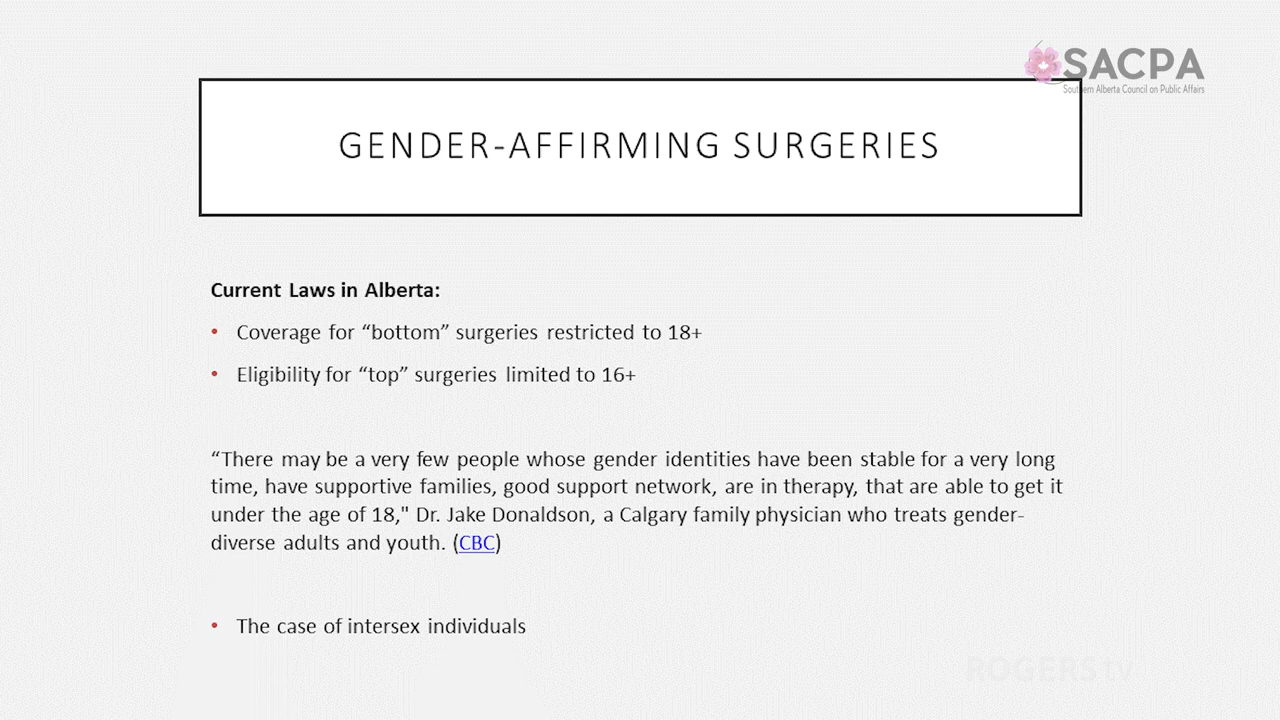 SACPA
Southern Alberta Council on Public Affairs
GENDER-AFFIRMING SURGERIES
Current Laws in Alberta:
• Coverage for “bottom” surgeries restricted to 18+
• Eligibility for “top” surgeries limited to 16+
“There may be a very few people whose gender identities have been stable for a very long
time, have supportive families, good support network, are in therapy, that are able to get it
under the age of 18," Dr. Jake Donaldson, a Calgary family physician who treats gender-
diverse adults and youth. (CBC)
• The case of intersex individuals
ROGERS tv